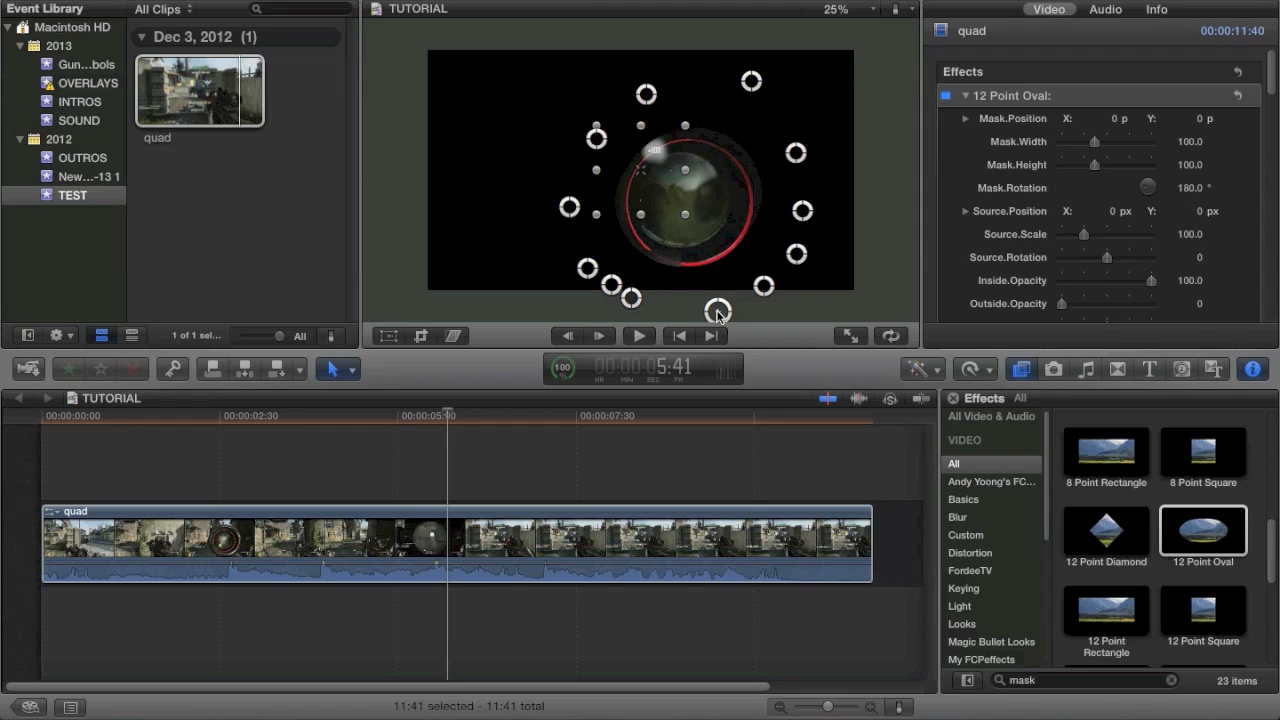 Event Library
All Clips
TUTORIAL
25%
Video
Audio
Info
Macintosh HD
2013
Gun...bols
OVERLAYS
INTROS
SOUND
2012
OUTROS
New...-13 1
TEST
Dec 3, 2012 (1)
quad
+100
quad
00:00:11:40
Effects
12 Point Oval:
Mask.Position X: 0 p Y: 0 p
Mask.Width 100.0
Mask.Height 100.0
Mask.Rotation 180.0 °
Source.Position X: 0 px Y: 0 px
Source.Scale 100.0
Source.Rotation 0
Inside.Opacity 100.0
Outside.Opacity 0
1 of 1 sel...
All
100
00:00:05:41
HR MIN SEC FR
TUTORIAL
00:00:00:00
00:00:02:30
00:00:05:00
00:00:07:30
quad
Effects All
All Video & Audio
VIDEO
All
Andy Yoong's FC...
Basics
Blur
Custom
Distortion
FordeeTV
Keying
Light
Looks
Magic Bullet Looks
My FCPeffects
8 Point Rectangle
8 Point Square
12 Point Diamond
12 Point Oval
12 Point Rectangle
12 Point Square
mask
23 items
11:41 selected - 11:41 total